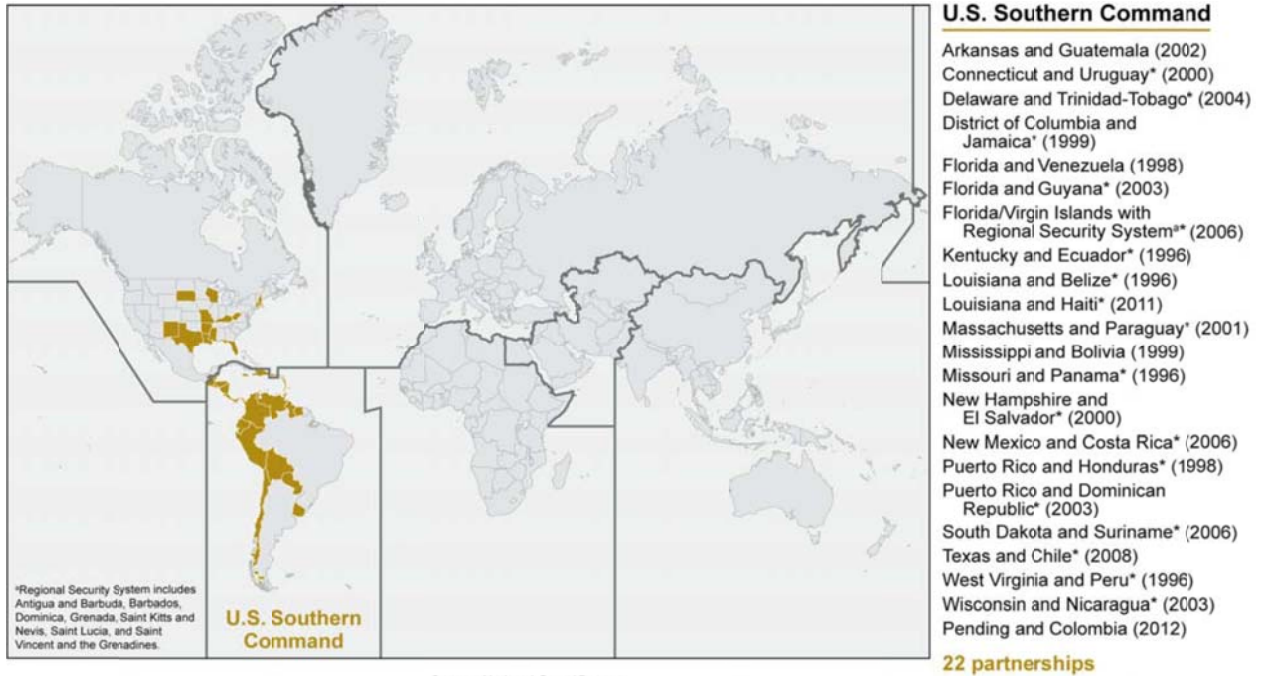 U.S. Southern Command
Arkansas and Guatemala (2002)
Connecticut and Uruguay* (2000)
Delaware and Trinidad-Tobago* (2004)
District of Columbia and
Jamaica* (1999)
Florida and Venezuela (1998)
Florida and Guyana* (2003)
Florida/Virgin Islands with
Regional Security Systemᵃ* (2006)
Kentucky and Ecuador* (1996)
Louisiana and Belize* (1996)
Louisiana and Haiti* (2011)
Massachusetts and Paraguay* (2001)
Mississippi and Bolivia (1999)
Missouri and Panama* (1996)
New Hampshire and
El Salvador* (2000)
New Mexico and Costa Rica* (2006)
Puerto Rico and Honduras* (1998)
Puerto Rico and Dominican
Republic* (2003)
South Dakota and Suriname* (2006)
Texas and Chile* (2008)
West Virginia and Peru* (1996)
Wisconsin and Nicaragua* (2003)
Pending and Colombia (2012)
22 partnerships
ᵃRegional Security System includes
Antigua and Barbuda, Barbados,
Dominica, Grenada, Saint Kitts and
Nevis, Saint Lucia, and Saint
Vincent and the Grenadines.
U.S. Southern
Command